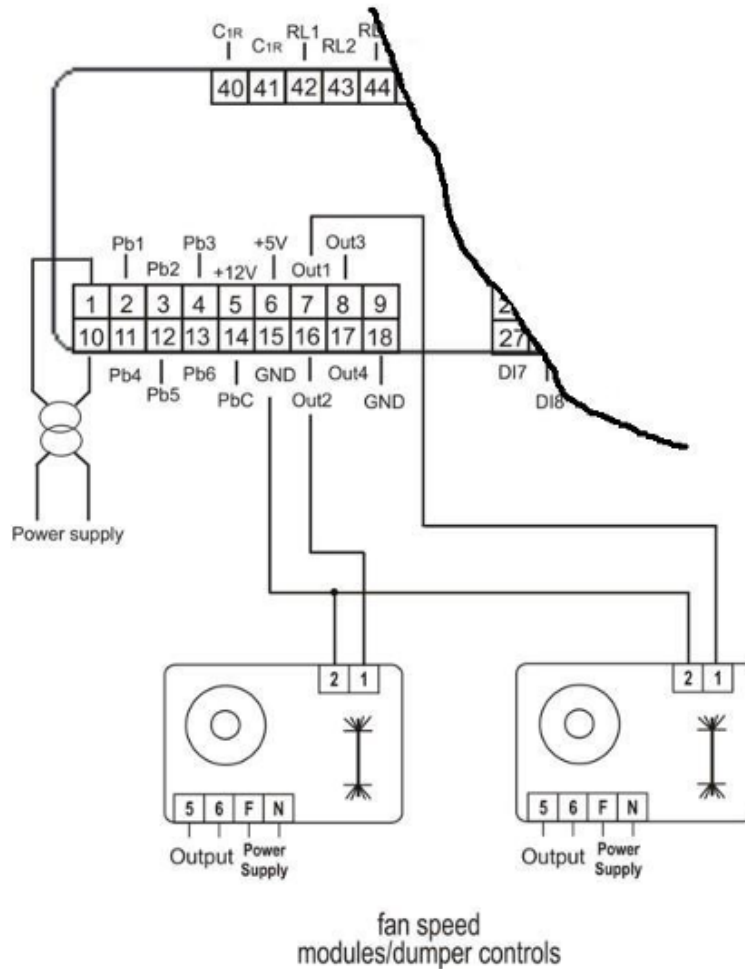 C1R C1R RL1 RL2 RL
40 41 42 43 44
Pb1 Pb2 Pb3 +12V +5V Out1 Out3
1 2 3 4 5 6 7 8 9
10 11 12 13 14 15 16 17 18
27
Pb4 Pb5 Pb6 PbC GND Out2 Out4 GND
DI7 DI8
Power supply
2 1
2 1
5 6 F N
5 6 F N
Output Power Supply
Output Power Supply
fan speed
modules/dumper controls